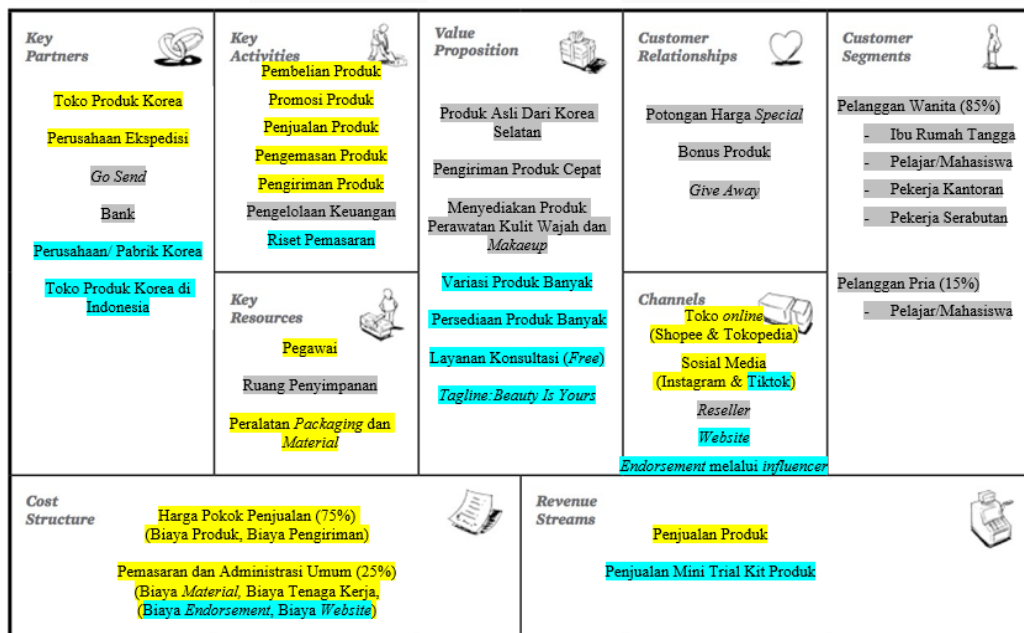 Key
Partners
Toko Produk Korea
Perusahaan Ekspedisi
Go Send
Bank
Perusahaan/ Pabrik Korea
Toko Produk Korea di
Indonesia
Key
Activities
Pembelian Produk
Promosi Produk
Penjualan Produk
Pengemasan Produk
Pengiriman Produk
Pengelolaan Keuangan
Riset Pemasaran
Key
Resources
Pegawai
Ruang Penyimpanan
Peralatan Packaging dan
Material
Value
Proposition
Produk Asli Dari Korea
Selatan
Pengiriman Produk Cepat
Menyediakan Produk
Perawatan Kulit Wajah dan
Makaeup
Variasi Produk Banyak
Persediaan Produk Banyak
Layanan Konsultasi (Free)
Tagline:Beauty Is Yours
Customer
Relationships
Potongan Harga Special
Bonus Produk
Give Away
Channels
Toko online
(Shopee & Tokopedia)
Sosial Media
(Instagram & Tiktok)
Reseller
Website
Endorsement melalui influencer
Customer
Segments
Pelanggan Wanita (85%)
- Ibu Rumah Tangga
- Pelajar/Mahasiswa
- Pekerja Kantoran
- Pekerja Serabutan
Pelanggan Pria (15%)
- Pelajar/Mahasiswa
Cost
Structure
Harga Pokok Penjualan (75%)
(Biaya Produk, Biaya Pengiriman)
Pemasaran dan Administrasi Umum (25%)
(Biaya Material, Biaya Tenaga Kerja,
(Biaya Endorsement, Biaya Website)
Revenue
Streams
Penjualan Produk
Penjualan Mini Trial Kit Produk